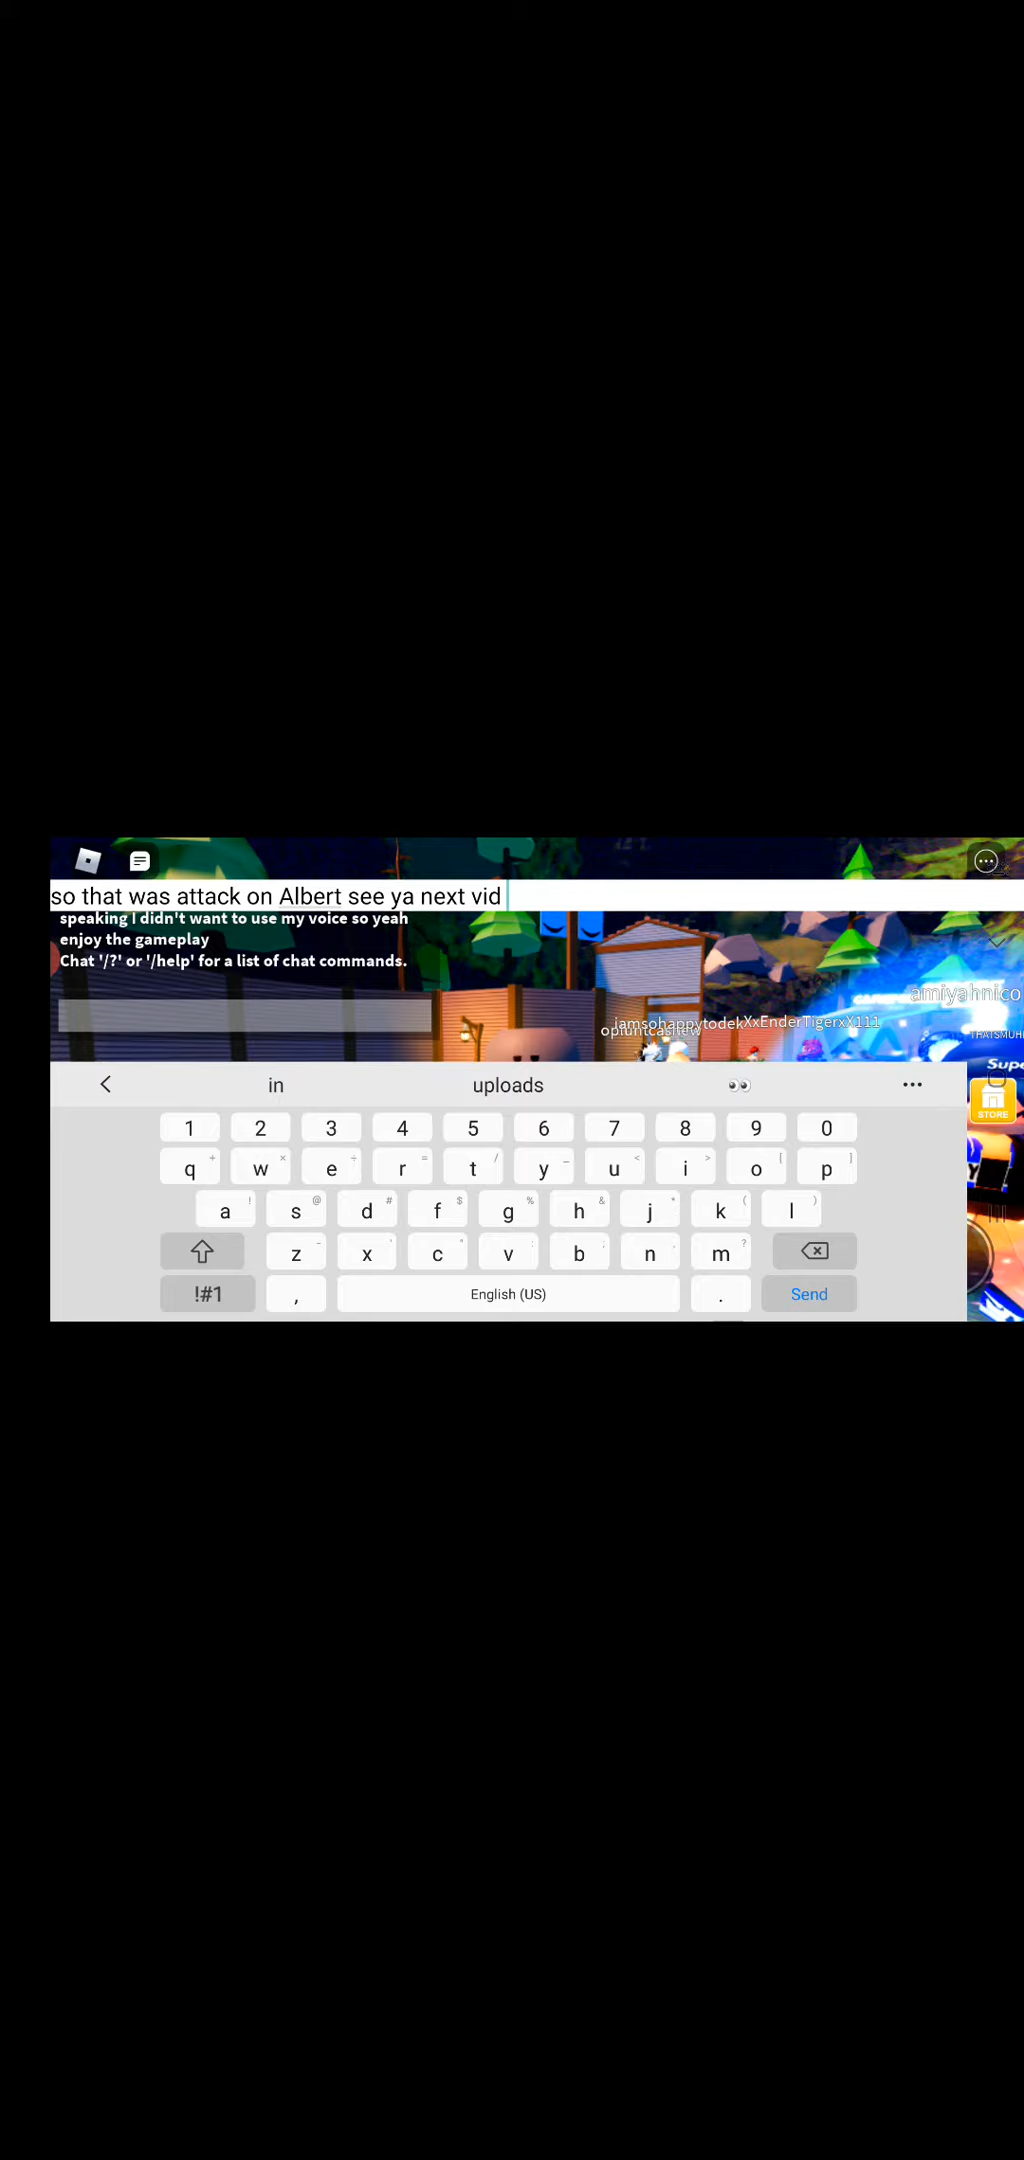 so that was attack on Albert see ya next vid
speaking I didn't want to use my voice so yeah
enjoy the gameplay
Chat '/?' or '/help' for a list of chat commands.
amiyahnico
XxEnderTigerxX111
STORE
in uploads 👀
1 2 3 4 5 6 7 8 9 0
q w e r t y u i o p
a s d f g h j k l
z x c v b n m
!#1 , English (US) . Send